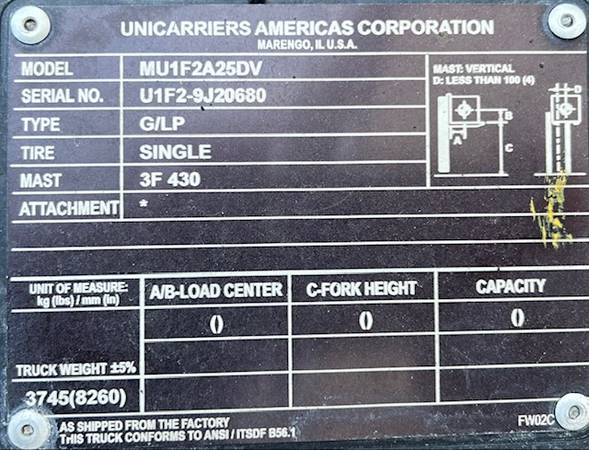 UNICARRIERS AMERICAS CORPORATION
MARENGO, IL U.S.A.
MODEL MU1F2A25DV
SERIAL NO. U1F2-9J20680
TYPE G/LP
TIRE SINGLE
MAST 3F 430
ATTACHMENT *
MAST: VERTICAL
D: LESS THAN 100 (4)
D
B
A
C
UNIT OF MEASURE:
kg (lbs) / mm (in)
A/B-LOAD CENTER C-FORK HEIGHT CAPACITY
() () ()
TRUCK WEIGHT ±5%
3745(8260)
AS SHIPPED FROM THE FACTORY
THIS TRUCK CONFORMS TO ANSI / ITSDF B56.1
FW02C